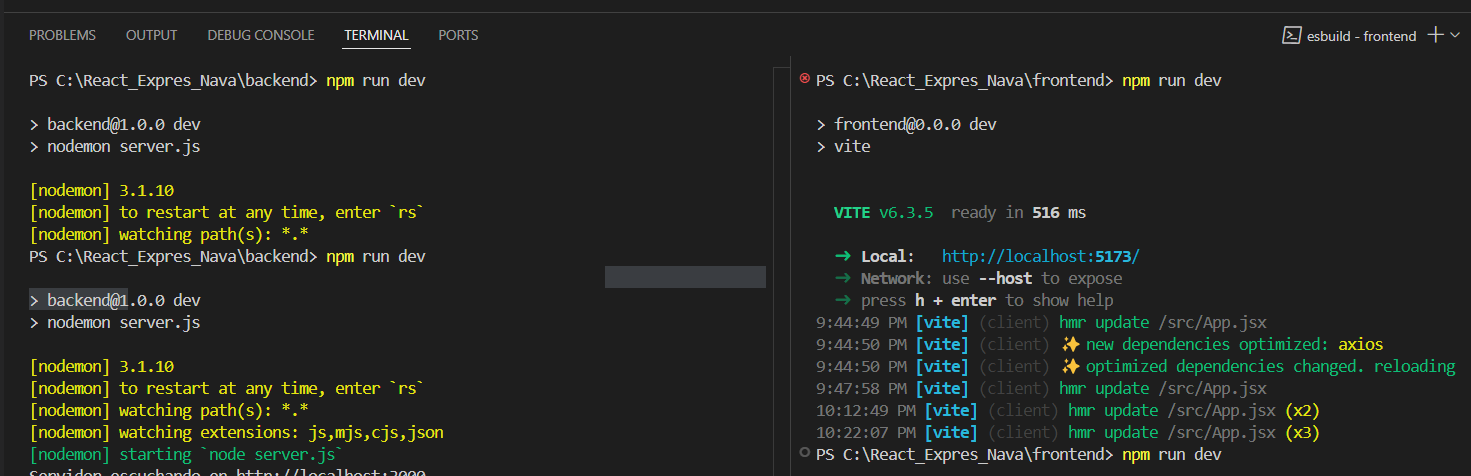 PROBLEMS OUTPUT DEBUG CONSOLE TERMINAL PORTS
esbuild - frontend
PS C:\React_Expres_Nava\backend> npm run dev
> backend@1.0.0 dev
> nodemon server.js
[nodemon] 3.1.10
[nodemon] to restart at any time, enter `rs`
[nodemon] watching path(s): *.*
PS C:\React_Expres_Nava\backend> npm run dev
> backend@1.0.0 dev
> nodemon server.js
[nodemon] 3.1.10
[nodemon] to restart at any time, enter `rs`
[nodemon] watching path(s): *.*
[nodemon] watching extensions: js,mjs,cjs,json
[nodemon] starting `node server.js`
Servidor escuchando en http://localhost:3000
PS C:\React_Expres_Nava\frontend> npm run dev
> frontend@0.0.0 dev
> vite
VITE v6.3.5 ready in 516 ms
➜ Local: http://localhost:5173/
➜ Network: use --host to expose
➜ press h + enter to show help
9:44:49 PM [vite] (client) hmr update /src/App.jsx
9:44:50 PM [vite] (client) ✨ new dependencies optimized: axios
9:44:50 PM [vite] (client) ✨ optimized dependencies changed. reloading
9:47:58 PM [vite] (client) hmr update /src/App.jsx
10:12:49 PM [vite] (client) hmr update /src/App.jsx (x2)
10:22:07 PM [vite] (client) hmr update /src/App.jsx (x3)
PS C:\React_Expres_Nava\frontend> npm run dev